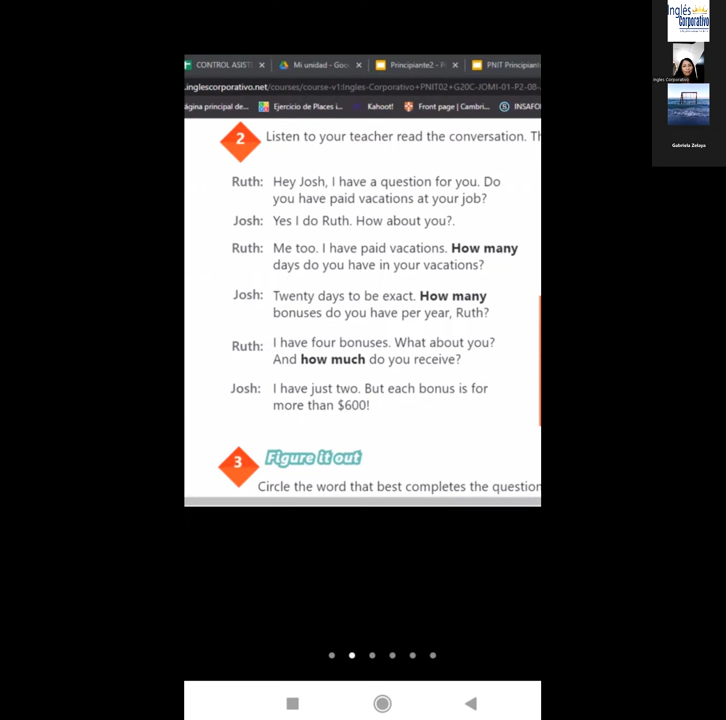 Inglés
Corporativo
Ingles Corporativo
Gabriela Zelaya
CONTROL ASIST
Mi unidad - Goo
Principiante2 - F
PNIT Principiant
.inglescorporativo.net/courses/course-v1:Ingles-Corporativo+PNIT02+G20C-JOMI-01-P2-08-
ágina principal de...
Ejercicio de Places i...
Kahoot!
Front page | Cambri...
INSAFO
2 Listen to your teacher read the conversation. Th
Ruth: Hey Josh, I have a question for you. Do
you have paid vacations at your job?
Josh: Yes I do Ruth. How about you?.
Ruth: Me too. I have paid vacations. How many
days do you have in your vacations?
Josh: Twenty days to be exact. How many
bonuses do you have per year, Ruth?
Ruth: I have four bonuses. What about you?
And how much do you receive?
Josh: I have just two. But each bonus is for
more than $600!
3 Figure it out
Circle the word that best completes the question